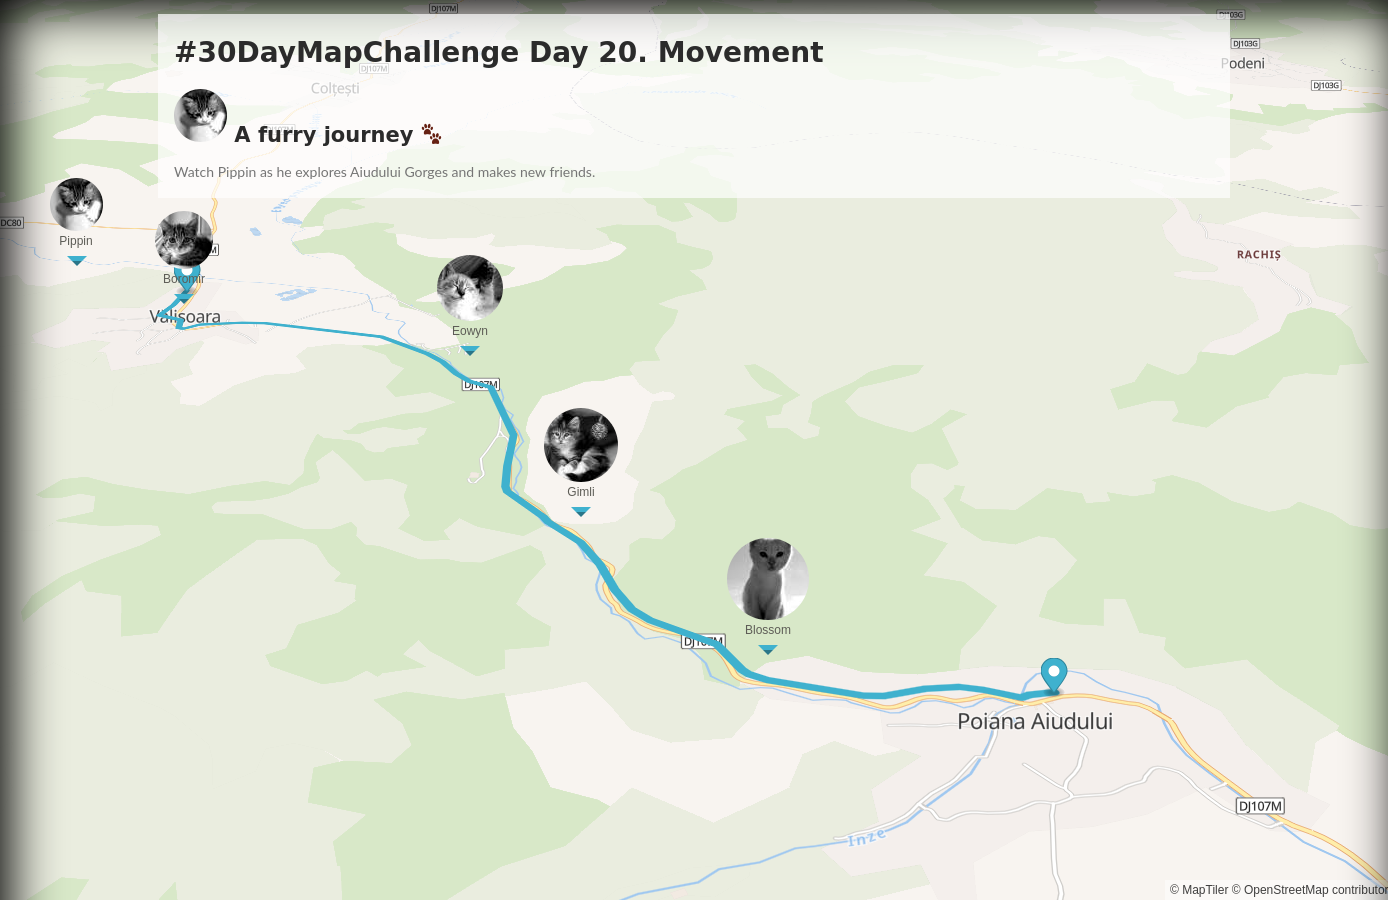 DJ107M
DJ103G
#30DayMapChallenge Day 20. Movement
DJ103G
Podeni
DJ107M
Colțești
DJ103G
A furry journey
Watch Pippin as he explores Aiudului Gorges and makes new friends.
DC80
Pippin
M
RACHIȘ
Boromir
Vălișoara
Eowyn
DJ107M
Gimli
Blossom
DJ107M
Poiana Aiudului
DJ107M
Inze
© MapTiler © OpenStreetMap contributor